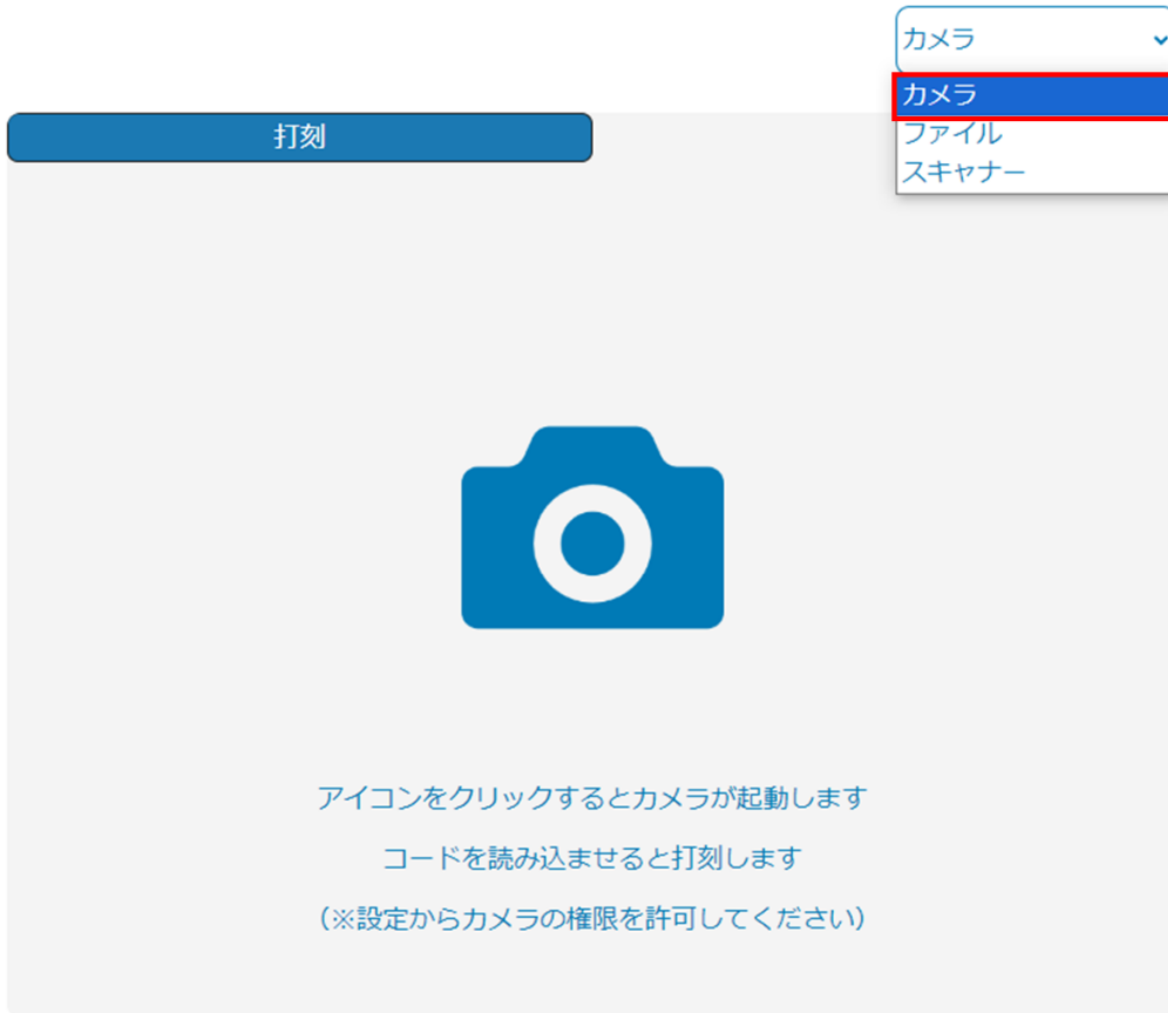 カメラ
カメラ
ファイル
スキャナー
打刻
アイコンをクリックするとカメラが起動します
コードを読み込ませると打刻します
（※設定からカメラの権限を許可してください）